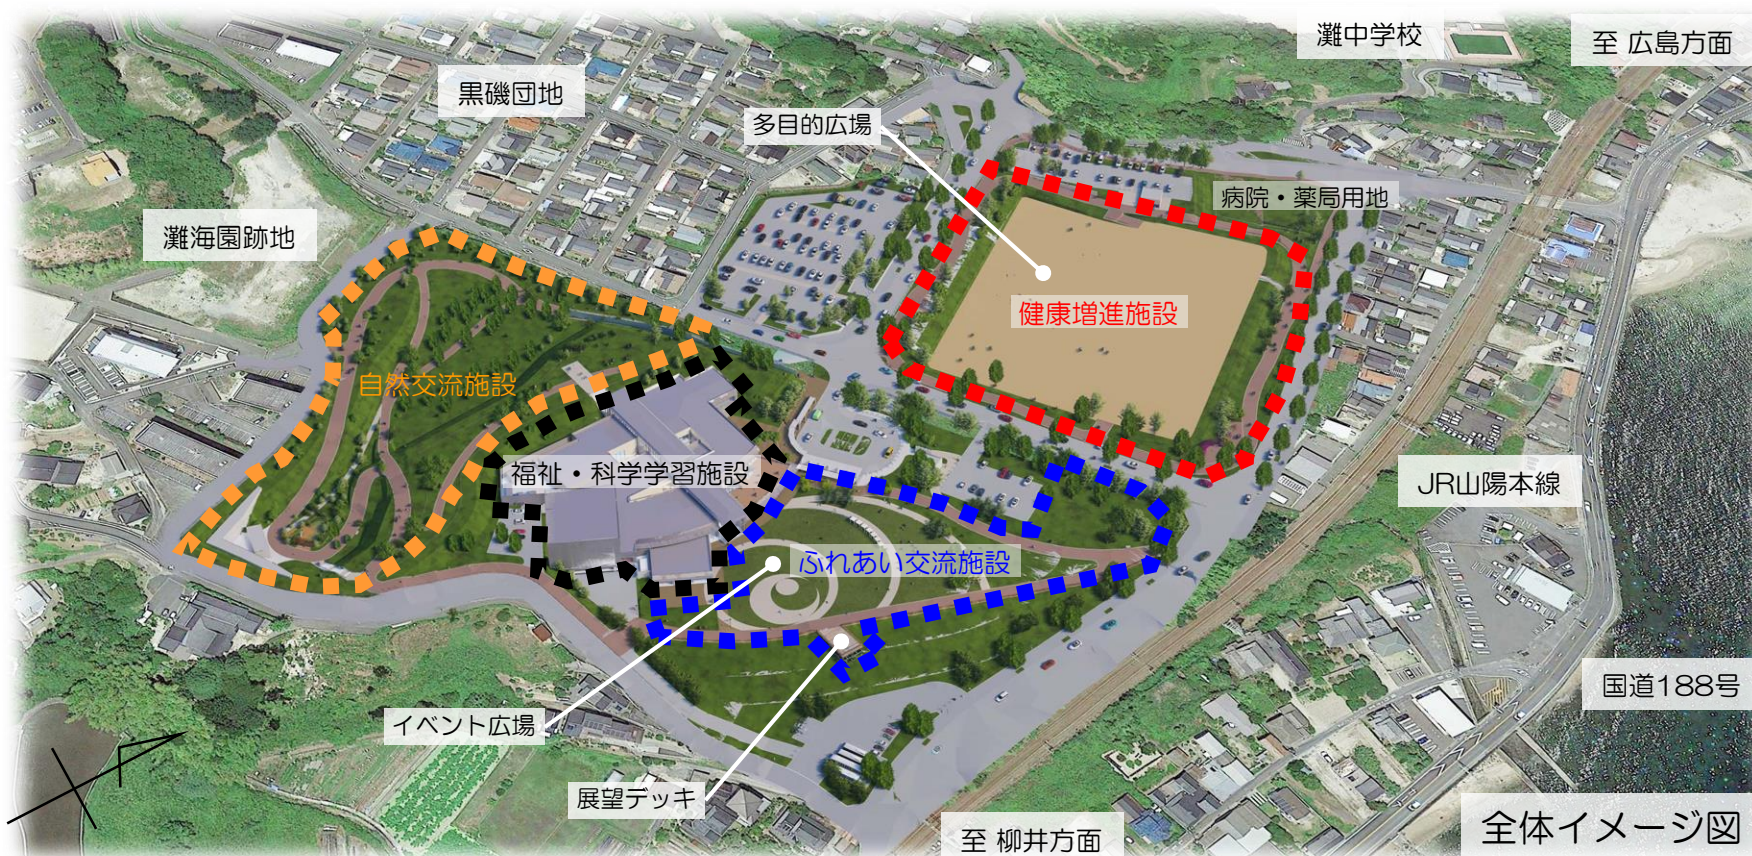 灘中学校
至 広島方面
黒磯団地
多目的広場
病院・薬局用地
灘海園跡地
健康増進施設
自然交流施設
福祉・科学学習施設
JR山陽本線
ふれあい交流施設
国道188号
イベント広場
展望デッキ
至 柳井方面
全体イメージ図